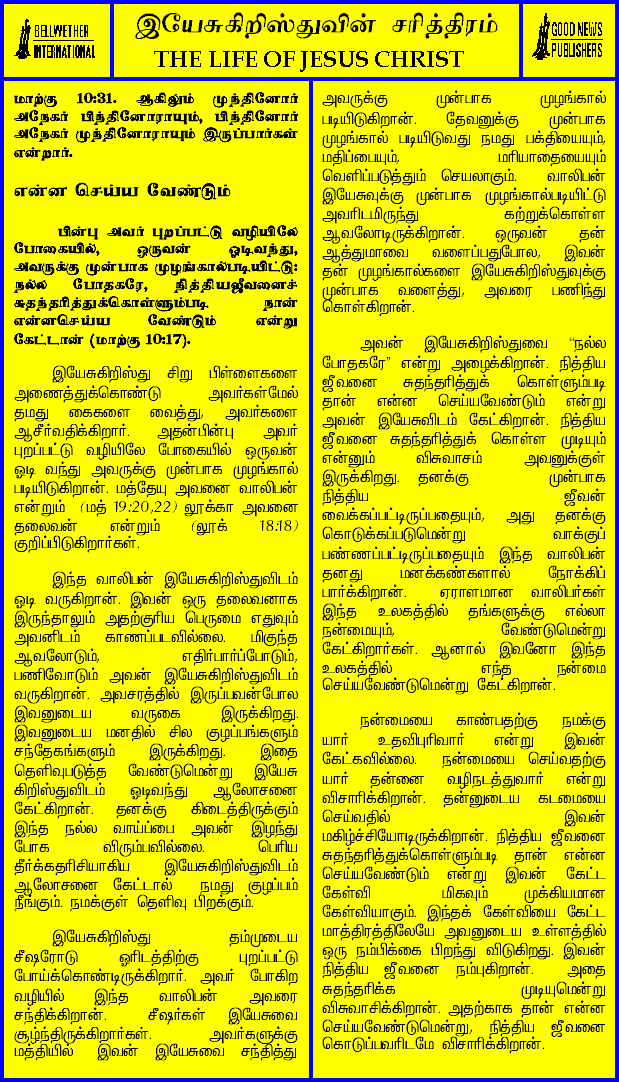 BELLWETHER
INTERNATIONAL
இயேசுகிறிஸ்துவின் சரித்திரம்
THE LIFE OF JESUS CHRIST
GOOD NEWS
PUBLISHERS
மாற்கு 10:31. ஆகிலும் முந்தினோர்
அநேகர் பிந்தினோராயும், பிந்தினோர்
அநேகர் முந்தினோராயும் இருப்பார்கள்
என்றார்.
என்ன செய்ய வேண்டும்
பின்பு அவர் புறப்பட்டு வழியிலே
போகையில், ஒருவன் ஓடிவந்து,
அவருக்கு முன்பாக முழங்கால்படியிட்டு:
நல்ல போதகரே, நித்தியஜீவனைச்
சுதந்தரித்துக்கொள்ளும்படி நான்
என்னசெய்ய வேண்டும் என்று
கேட்டான் (மாற்கு 10:17).
இயேசுகிறிஸ்து சிறு பிள்ளைகளை
அணைத்துக்கொண்டு அவர்கள்மேல்
தமது கைகளை வைத்து, அவர்களை
ஆசீர்வதிக்கிறார். அதன்பின்பு அவர்
புறப்பட்டு வழியிலே போகையில் ஒருவன்
ஓடி வந்து அவருக்கு முன்பாக முழங்கால்
படியிடுகிறான். மத்தேயு அவனை வாலிபன்
என்றும் (மத் 19:20,22) லூக்கா அவனை
தலைவன் என்றும் (லூக் 18:18)
குறிப்பிடுகிறார்கள்.
இந்த வாலிபன் இயேசுகிறிஸ்துவிடம்
ஓடி வருகிறான். இவன் ஒரு தலைவனாக
இருந்தாலும் அதற்குரிய பெருமை எதுவும்
அவனிடம் காணப்படவில்லை. மிகுந்த
ஆவலோடும், எதிர்பார்ப்போடும்,
பணிவோடும் அவன் இயேசுகிறிஸ்துவிடம்
வருகிறான். அவசரத்தில் இருப்பவன்போல
இவனுடைய வருகை இருக்கிறது.
இவனுடைய மனதில் சில குழப்பங்களும்
சந்தேகங்களும் இருக்கிறது. இதை
தெளிவுபடுத்த வேண்டுமென்று இயேசு
கிறிஸ்துவிடம் ஓடிவந்து ஆலோசனை
கேட்கிறான். தனக்கு கிடைத்திருக்கும்
இந்த நல்ல வாய்ப்பை அவன் இழந்து
போக விரும்பவில்லை. பெரிய
தீர்க்கதரிசியாகிய இயேசுகிறிஸ்துவிடம்
ஆலோசனை கேட்டால் நமது குழப்பம்
நீங்கும். நமக்குள் தெளிவு பிறக்கும்.
இயேசுகிறிஸ்து தம்முடைய
சீஷரோடு ஓரிடத்திற்கு புறப்பட்டு
போய்க்கொண்டிருக்கிறார். அவர் போகிற
வழியில் இந்த வாலிபன் அவரை
சந்திக்கிறான். சீஷர்கள் இயேசுவை
சூழ்ந்திருக்கிறார்கள். அவர்களுக்கு
மத்தியில் இவன் இயேசுவை சந்தித்து
அவருக்கு முன்பாக முழங்கால்
படியிடுகிறான். தேவனுக்கு முன்பாக
முழங்கால் படியிடுவது நமது பக்தியையும்,
மதிப்பையும், மரியாதையையும்
வெளிப்படுத்தும் செயலாகும். வாலிபன்
இயேசுவுக்கு முன்பாக முழங்கால்படியிட்டு
அவரிடமிருந்து கற்றுக்கொள்ள
ஆவலோடிருக்கிறான். ஒருவன் தன்
ஆத்துமாவை வளைப்பதுபோல, இவன்
தன் முழங்கால்களை இயேசுகிறிஸ்துவுக்கு
முன்பாக வளைத்து, அவரை பணிந்து
கொள்கிறான்.
அவன் இயேசுகிறிஸ்துவை “நல்ல
போதகரே” என்று அழைக்கிறான். நித்திய
ஜீவனை சுதந்தரித்துக் கொள்ளும்படி
தான் என்ன செய்யவேண்டும் என்று
அவன் இயேசுவிடம் கேட்கிறான். நித்திய
ஜீவனை சுதந்தரித்துக் கொள்ள முடியும்
என்னும் விசுவாசம் அவனுக்குள்
இருக்கிறது. தனக்கு முன்பாக
நித்திய ஜீவன்
வைக்கப்பட்டிருப்பதையும், அது தனக்கு
கொடுக்கப்படுமென்று வாக்குப்
பண்ணப்பட்டிருப்பதையும் இந்த வாலிபன்
தனது மனக்கண்களால் நோக்கிப்
பார்க்கிறான். ஏராளமான வாலிபர்கள்
இந்த உலகத்தில் தங்களுக்கு எல்லா
நன்மையும், வேண்டுமென்று
கேட்கிறார்கள். ஆனால் இவனோ இந்த
உலகத்தில் எந்த நன்மை
செய்யவேண்டுமென்று கேட்கிறான்.
நன்மையை காண்பதற்கு நமக்கு
யார் உதவிபுரிவார் என்று இவன்
கேட்கவில்லை. நன்மையை செய்வதற்கு
யார் தன்னை வழிநடத்துவார் என்று
விசாரிக்கிறான். தன்னுடைய கடமையை
செய்வதில் இவன்
மகிழ்ச்சியோடிருக்கிறான். நித்திய ஜீவனை
சுதந்தரித்துக்கொள்ளும்படி தான் என்ன
செய்யவேண்டும் என்று இவன் கேட்ட
கேள்வி மிகவும் முக்கியமான
கேள்வியாகும். இந்தக் கேள்வியை கேட்ட
மாத்திரத்திலேயே அவனுடைய உள்ளத்தில்
ஒரு நம்பிக்கை பிறந்து விடுகிறது. இவன்
நித்திய ஜீவனை நம்புகிறான். அதை
சுதந்தரிக்க முடியுமென்று
விசுவாசிக்கிறான். அதற்காக தான் என்ன
செய்யவேண்டுமென்று, நித்திய ஜீவனை
கொடுப்பவரிடமே விசாரிக்கிறான்.